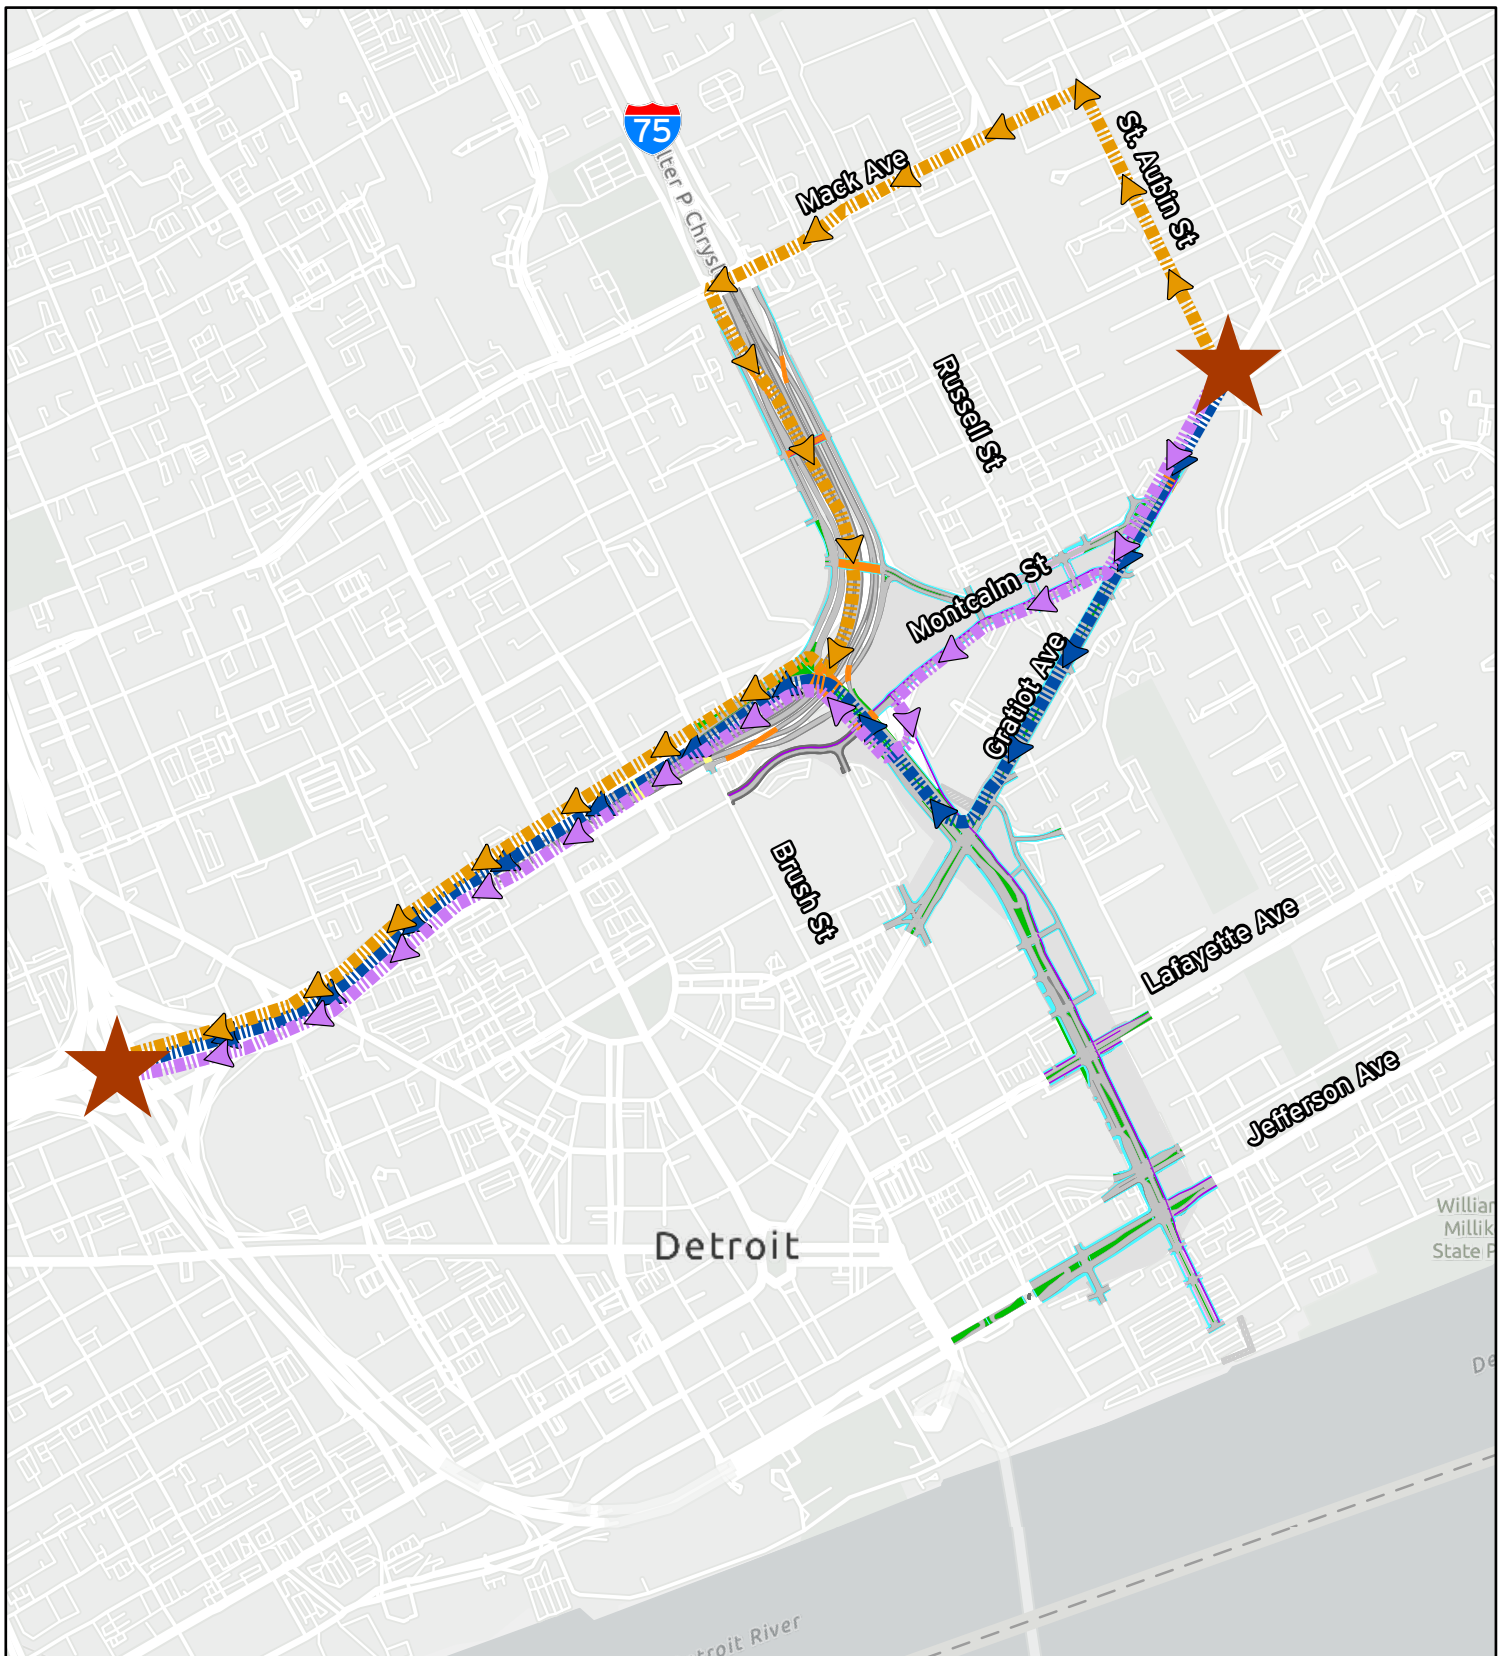 75
St. Aubin St
Mack Ave
lter P Chrysl
Russell St
Montcalm St
Gratiot Ave
Brush St
Lafayette Ave
Jefferson Ave
Detroit
William
Millik
State P
De
troit River